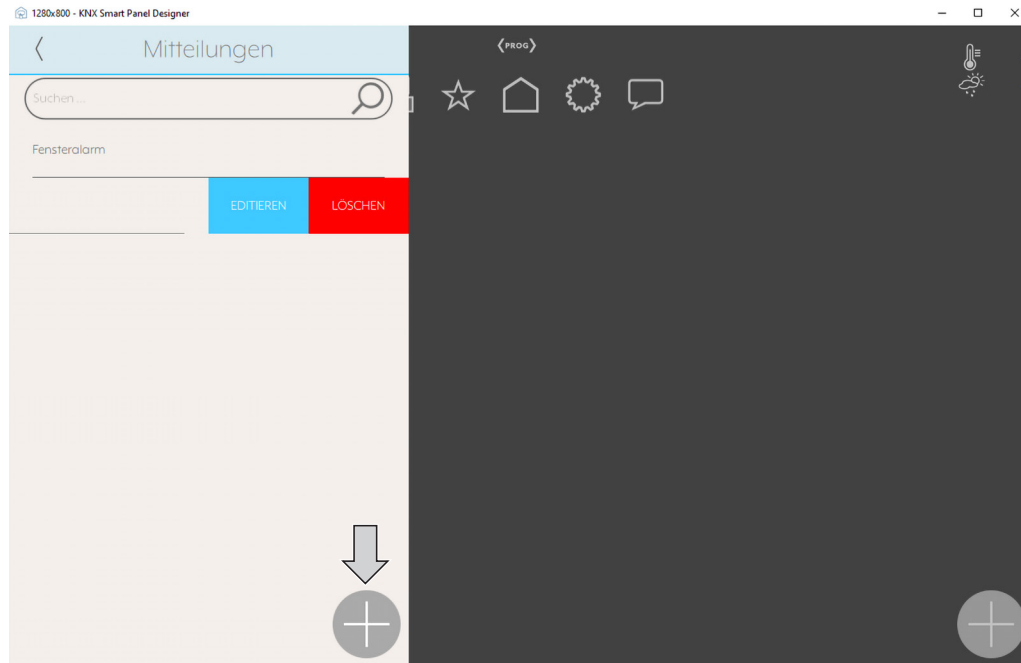 1280x800 - KNX Smart Panel Designer
Mitteilungen
⟨PROG⟩
Suchen ...
Fensteralarm
EDITIEREN
LÖSCHEN